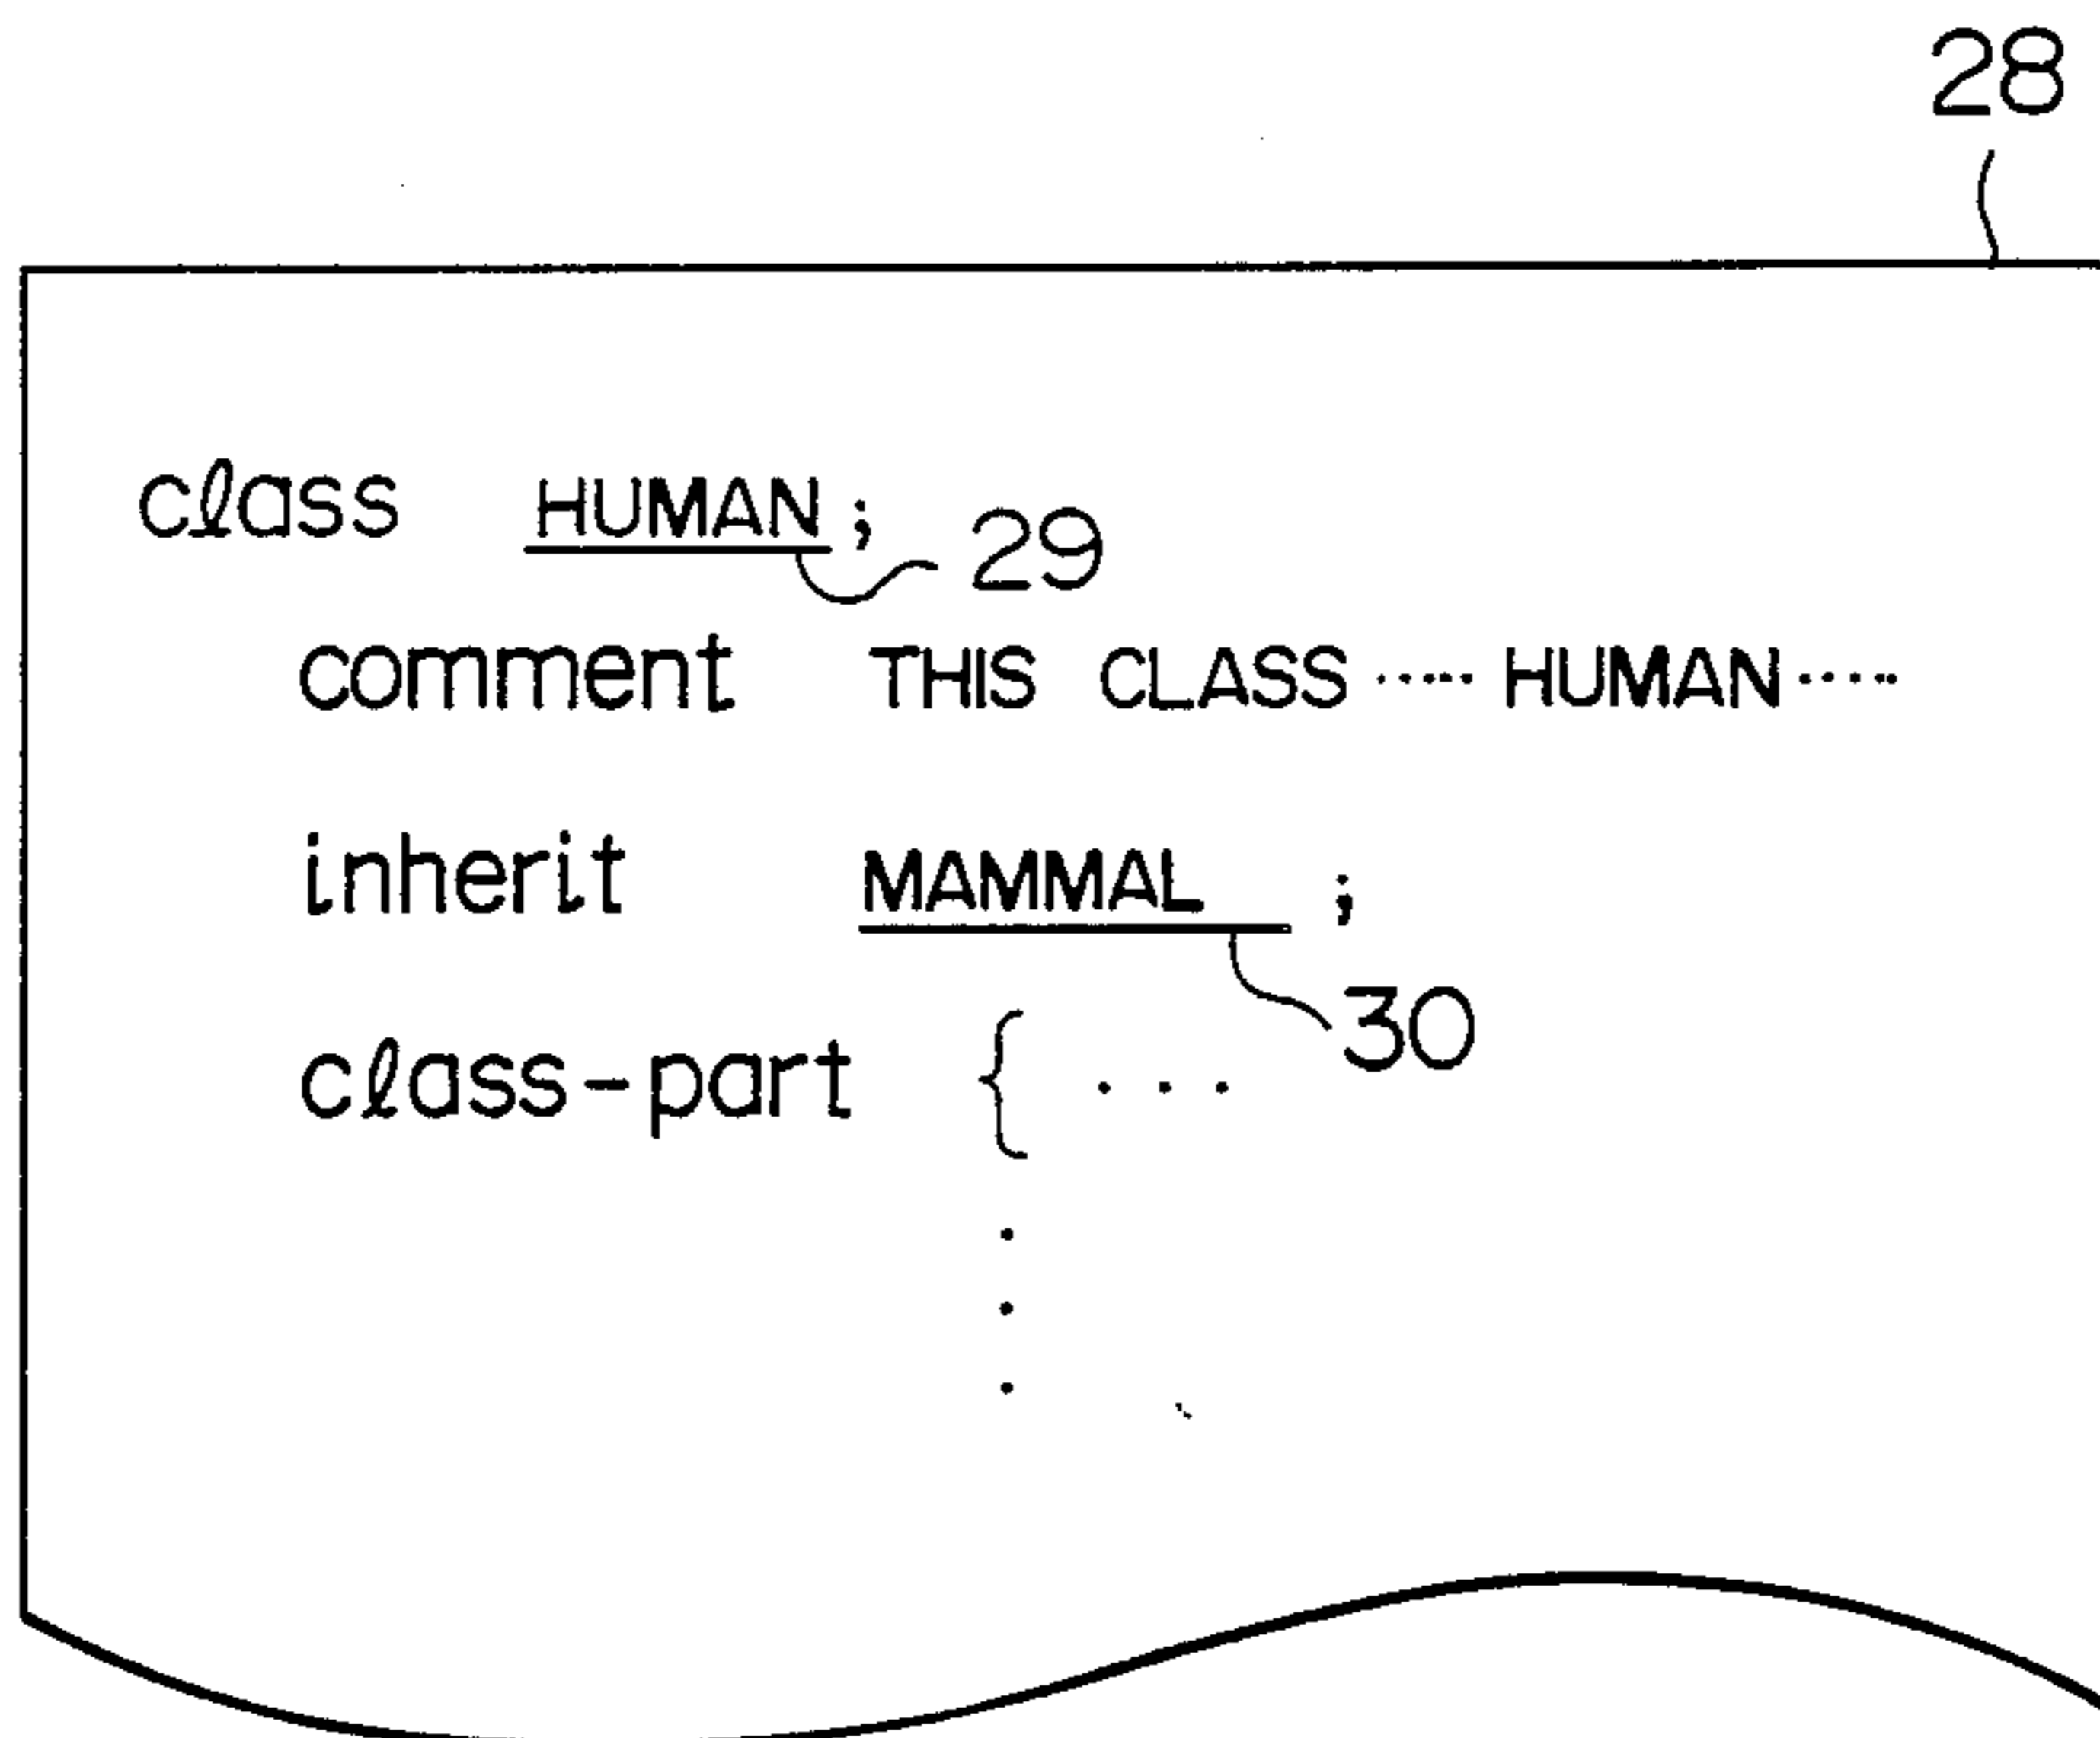 28
class HUMAN ; 29
comment THIS CLASS ..... HUMAN .....
inherit MAMMAL ;
30
class-part { . . .
.
.
.